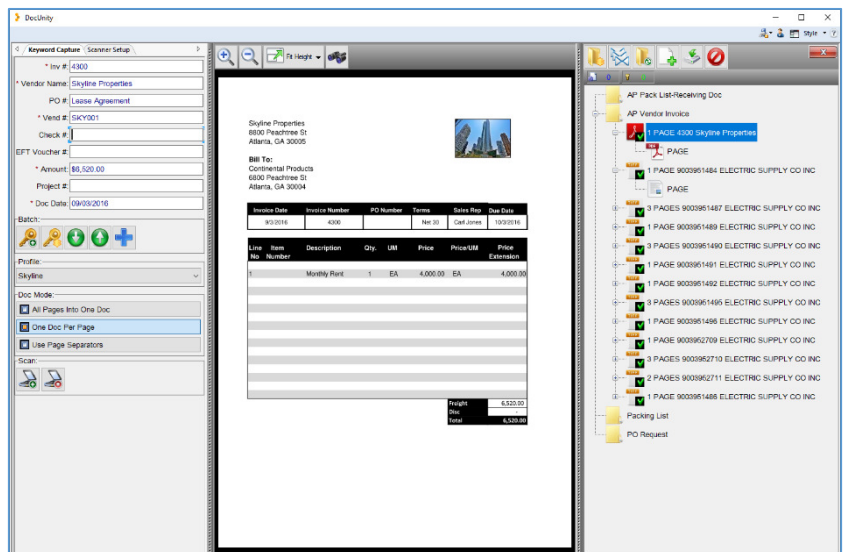 DocUnity
Style
Keyword Capture Scanner Setup
* Inv #: 4300
* Vendor Name: Skyline Properties
PO #: Lease Agreement
* Vend #: SKY001
Check #:
EFT Voucher #:
* Amount: $6,520.00
Project #:
* Doc Date: 09/03/2016
Batch:
Profile:
Skyline
Doc Mode:
All Pages Into One Doc
One Doc Per Page
Use Page Separators
Scan:
Fit Height
Skyline Properties
8800 Peachtree St
Atlanta, GA 30005
Bill To:
Continental Products
6800 Peachtree St
Atlanta, GA 30004
Invoice Date Invoice Number PO Number Terms Sales Rep Due Date
9/3/2016 4300 Net 30 Carl Jones 10/3/2016
Line No Item Number Description Qty. UM Price Price/UM Price Extension
1 Monthly Rent 1 EA 4,000.00 EA 4,000.00
Freight 6,520.00
Disc -
Total 6,520.00
0
AP Pack List-Receiving Doc
AP Vendor Invoice
1 PAGE 4300 Skyline Properties
PAGE
1 PAGE 9003951484 ELECTRIC SUPPLY CO INC
PAGE
3 PAGES 9003951487 ELECTRIC SUPPLY CO INC
1 PAGE 9003951489 ELECTRIC SUPPLY CO INC
3 PAGES 9003951490 ELECTRIC SUPPLY CO INC
1 PAGE 9003951491 ELECTRIC SUPPLY CO INC
1 PAGE 9003951492 ELECTRIC SUPPLY CO INC
3 PAGES 9003951495 ELECTRIC SUPPLY CO INC
1 PAGE 9003951496 ELECTRIC SUPPLY CO INC
1 PAGE 9003952709 ELECTRIC SUPPLY CO INC
3 PAGES 9003952710 ELECTRIC SUPPLY CO INC
2 PAGES 9003952711 ELECTRIC SUPPLY CO INC
1 PAGE 9003951486 ELECTRIC SUPPLY CO INC
Packing List
PO Request